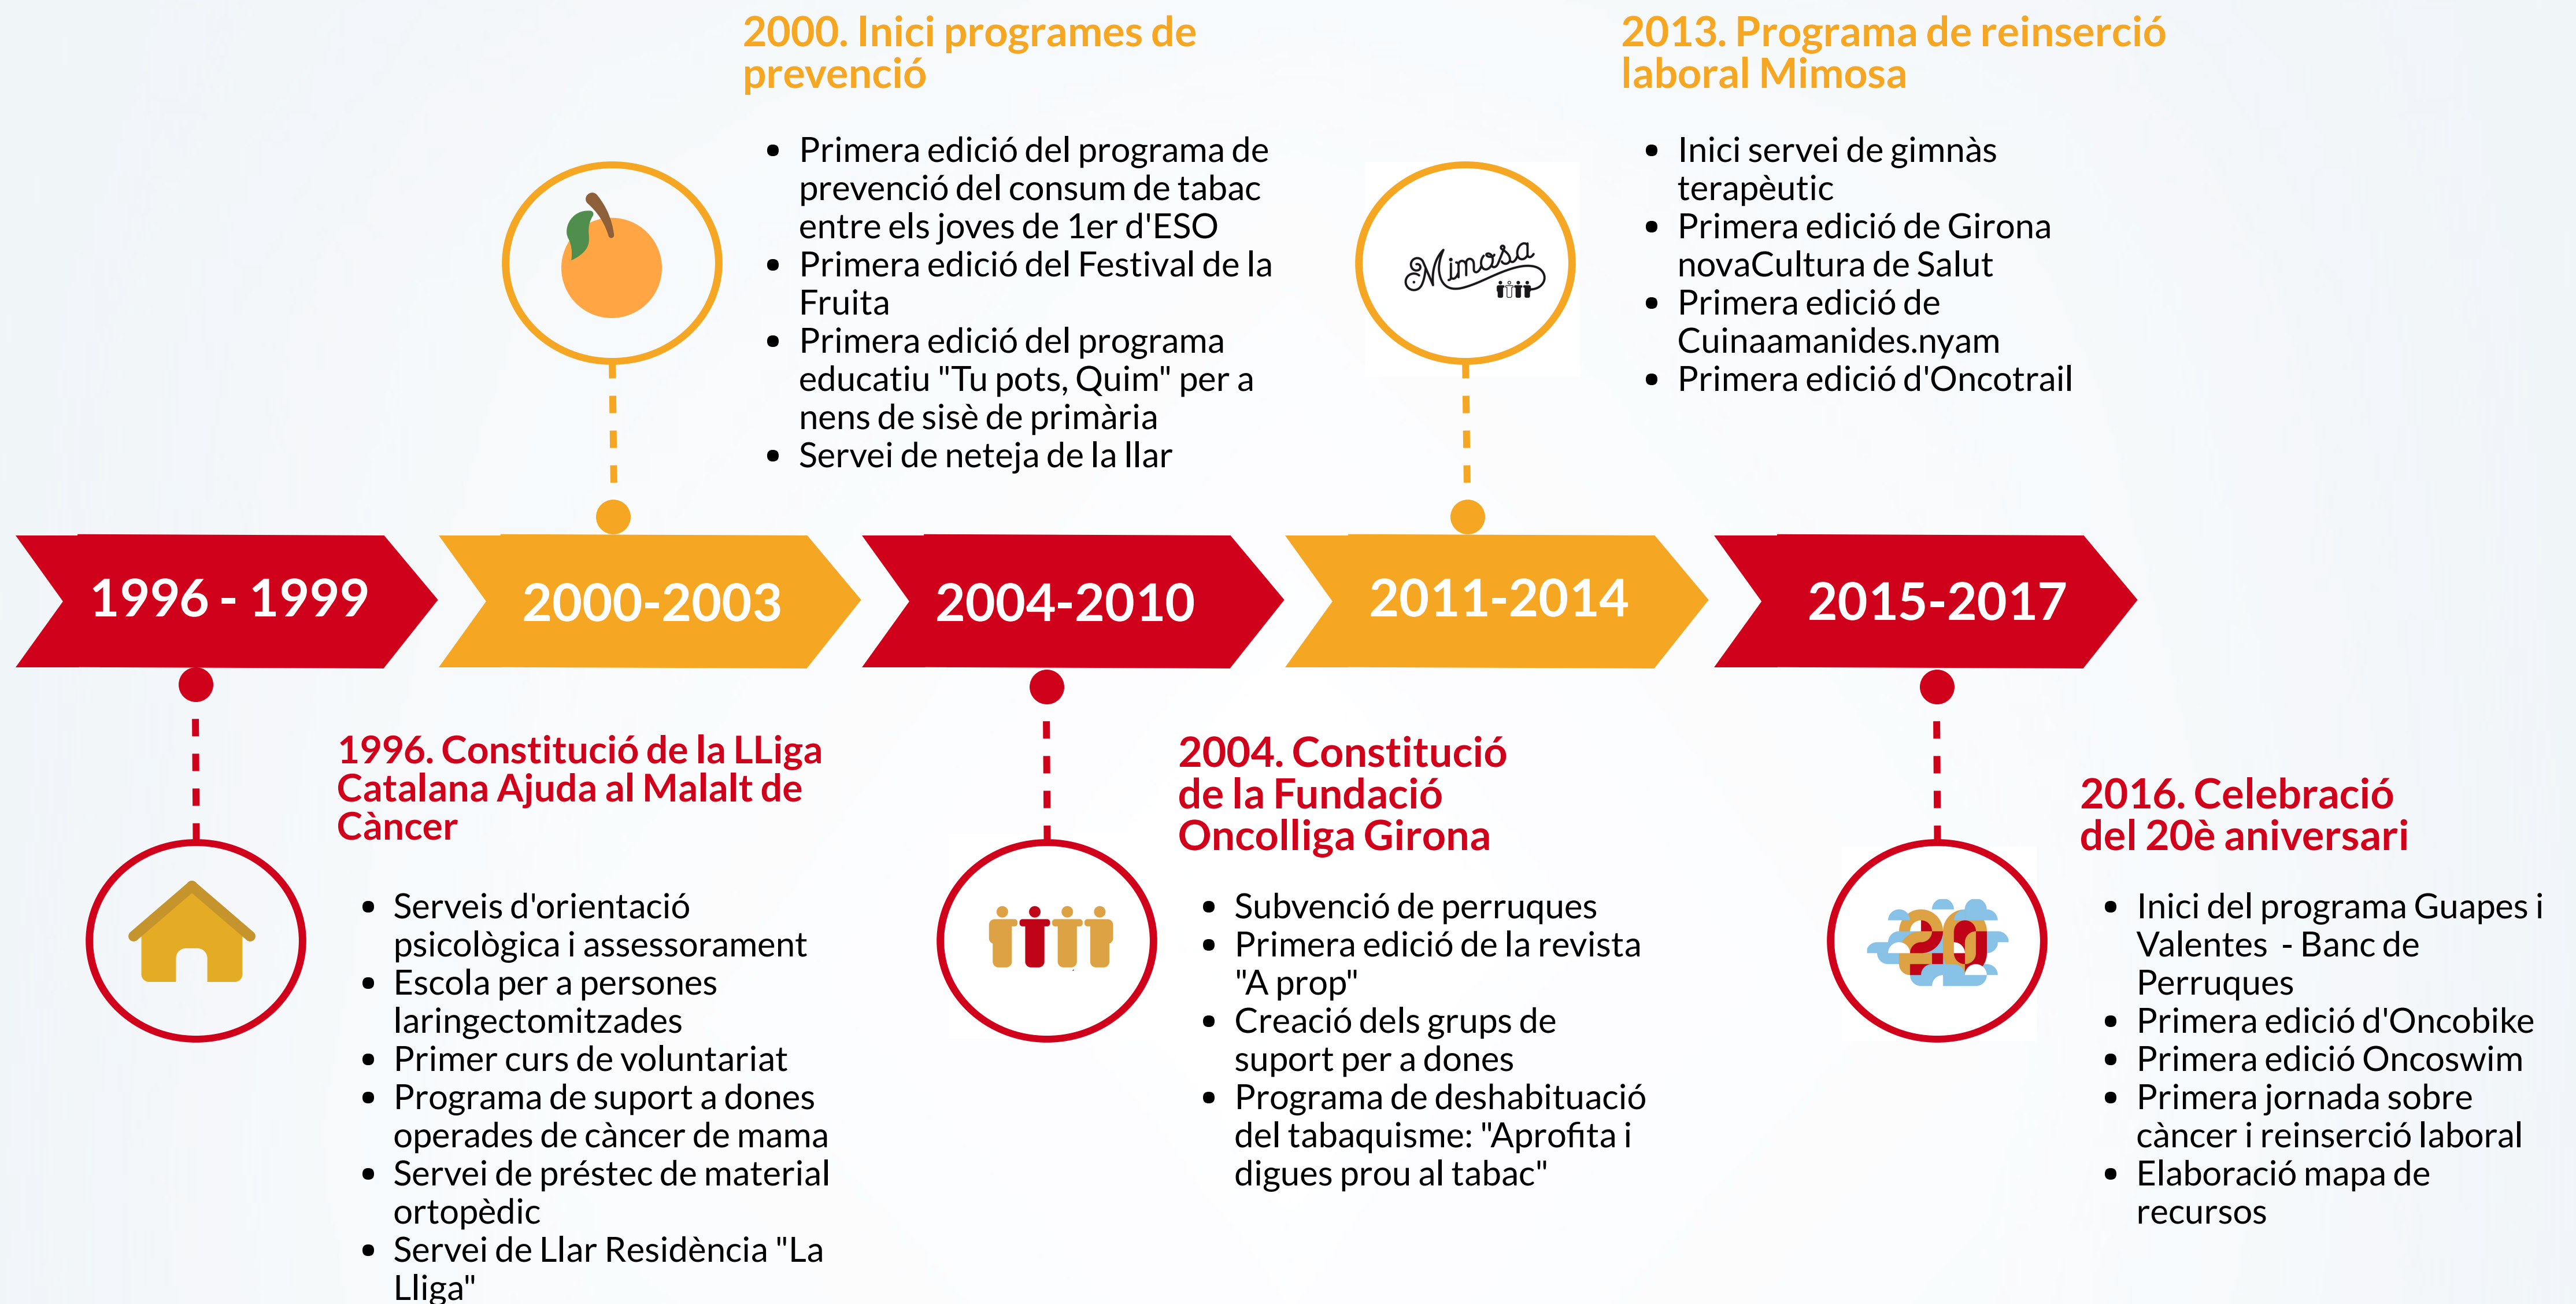 2000. Inici programes de
prevenció
Primera edició del programa de
prevenció del consum de tabac
entre els joves de 1er d'ESO
Primera edició del Festival de la
Fruita
Primera edició del programa
educatiu "Tu pots, Quim" per a
nens de sisè de primària
Servei de neteja de la llar
Mimosa
2013. Programa de reinserció
laboral Mimosa
Inici servei de gimnàs
terapèutic
Primera edició de Girona
novaCultura de Salut
Primera edició de
Cuinaamanides.nyam
Primera edició d'Oncotrail
1996 - 1999
2000-2003
2004-2010
2011-2014
2015-2017
1996. Constitució de la LLiga
Catalana Ajuda al Malalt de
Càncer
Serveis d'orientació
psicològica i assessorament
Escola per a persones
laringectomitzades
Primer curs de voluntariat
Programa de suport a dones
operades de càncer de mama
Servei de préstec de material
ortopèdic
Servei de Llar Residència "La
Lliga"
2004. Constitució
de la Fundació
Oncolliga Girona
Subvenció de perruques
Primera edició de la revista
"A prop"
Creació dels grups de
suport per a dones
Programa de deshabituació
del tabaquisme: "Aprofita i
digues prou al tabac"
20
2016. Celebració
del 20è aniversari
Inici del programa Guapes i
Valentes  - Banc de
Perruques
Primera edició d'Oncobike
Primera edició Oncoswim
Primera jornada sobre
càncer i reinserció laboral
Elaboració mapa de
recursos